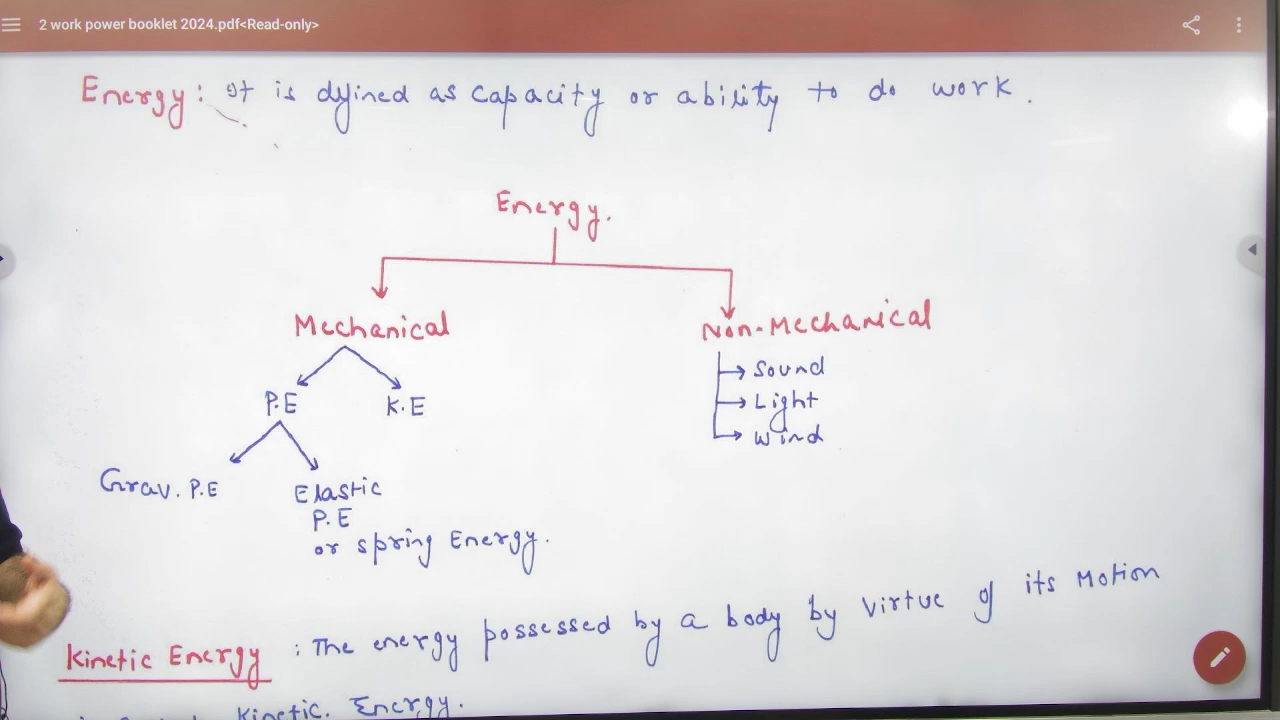 2 work power booklet 2024.pdf<Read-only>
Energy: It is defined as capacity or ability to do work.
Energy.
Mechanical
Non-Mechanical
P.E
K.E
Sound
Light
Wind
Grav. P.E
Elastic
P.E
or spring Energy.
Kinetic Energy : The energy possessed by a body by virtue of its Motion
Kinetic. Energy.